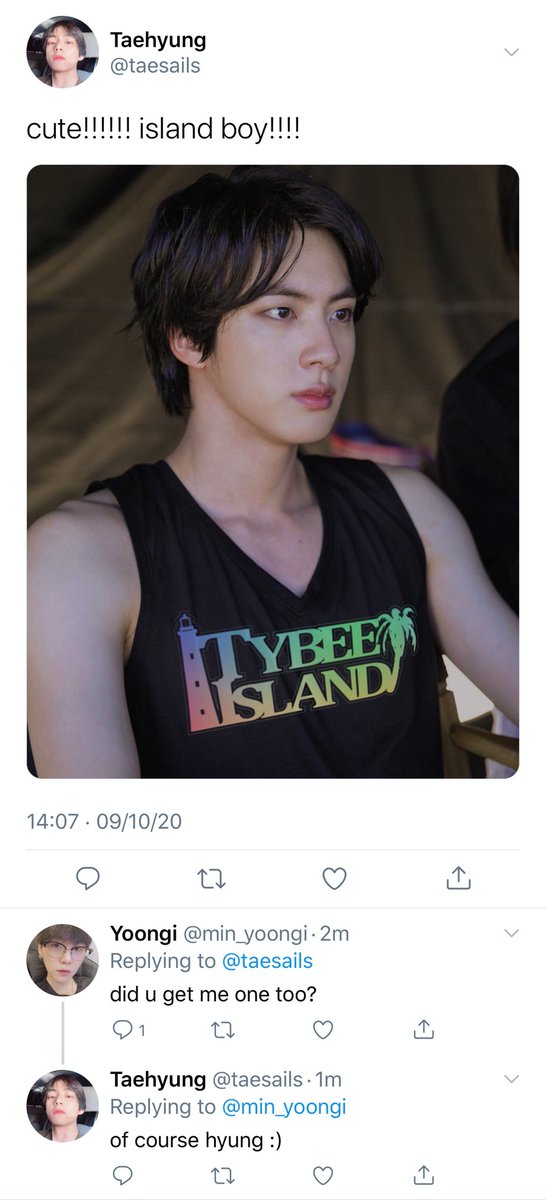 Taehyung
@taesails
cute!!!!!! island boy!!!!
TYBEE
ISLAND
14:07 · 09/10/20
Yoongi @min_yoongi · 2m
Replying to @taesails
did u get me one too?
1
Taehyung @taesails · 1m
Replying to @min_yoongi
of course hyung :)